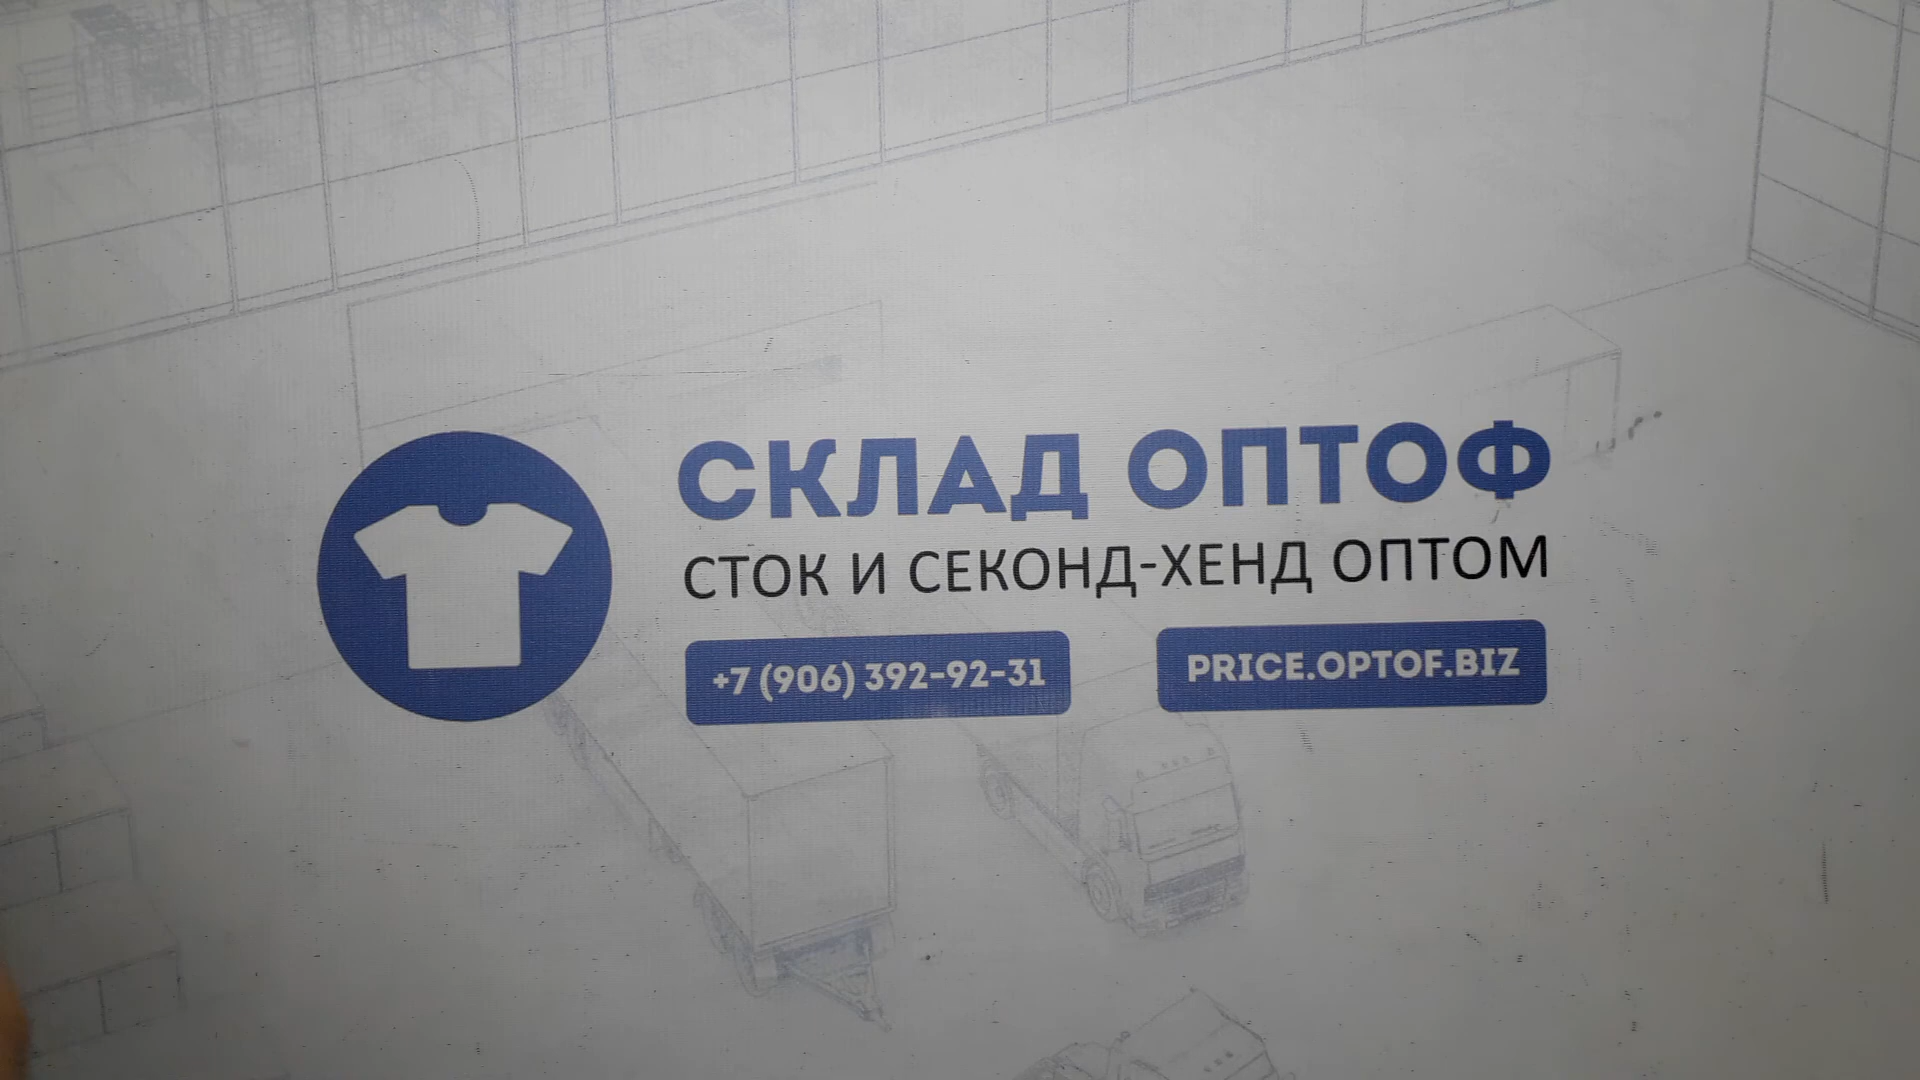 СКЛАД ОПТОФ
СТОК И СЕКОНД-ХЕНД ОПТОМ
+7 (906) 392-92-31
PRICE.OPTOF.BIZ